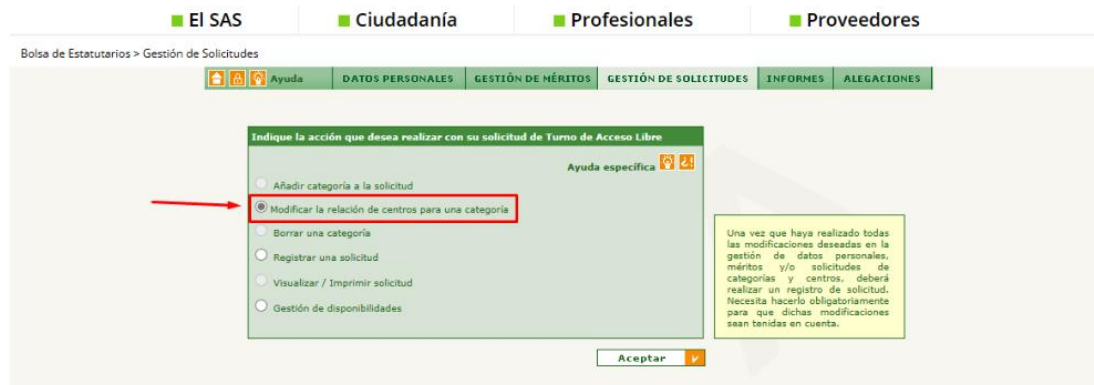 El SAS
Ciudadanía
Profesionales
Proveedores
Bolsa de Estatutarios > Gestión de Solicitudes
Ayuda
DATOS PERSONALES
GESTIÓN DE MÉRITOS
GESTIÓN DE SOLICITUDES
INFORMES
ALEGACIONES
Indique la acción que desea realizar con su solicitud de Turno de Acceso Libre
Ayuda específica
Añadir categoría a la solicitud
Modificar la relación de centros para una categoría
Borrar una categoría
Registrar una solicitud
Visualizar / Imprimir solicitud
Gestión de disponibilidades
Una vez que haya realizado todas
las modificaciones deseadas en la
gestión de datos personales,
méritos y/o solicitudes de
categorías y centros, deberá
realizar un registro de solicitud.
Necesita hacerlo obligatoriamente
para que dichas modificaciones
sean tenidas en cuenta.
Aceptar